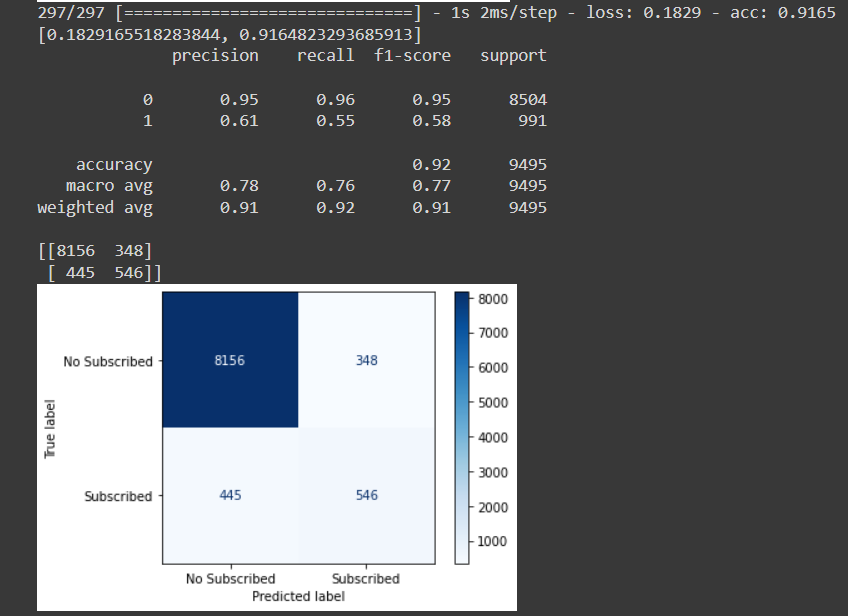 297/297 [==============================] - 1s 2ms/step - loss: 0.1829 - acc: 0.9165
[0.1829165518283844, 0.9164823293685913]
precision recall f1-score support
0 0.95 0.96 0.95 8504
1 0.61 0.55 0.58 991
accuracy 0.92 9495
macro avg 0.78 0.76 0.77 9495
weighted avg 0.91 0.92 0.91 9495
[[8156 348]
[ 445 546]]
8000
7000
6000
5000
4000
3000
2000
1000
True label
No Subscribed 8156 348
Subscribed 445 546
No Subscribed Subscribed
Predicted label